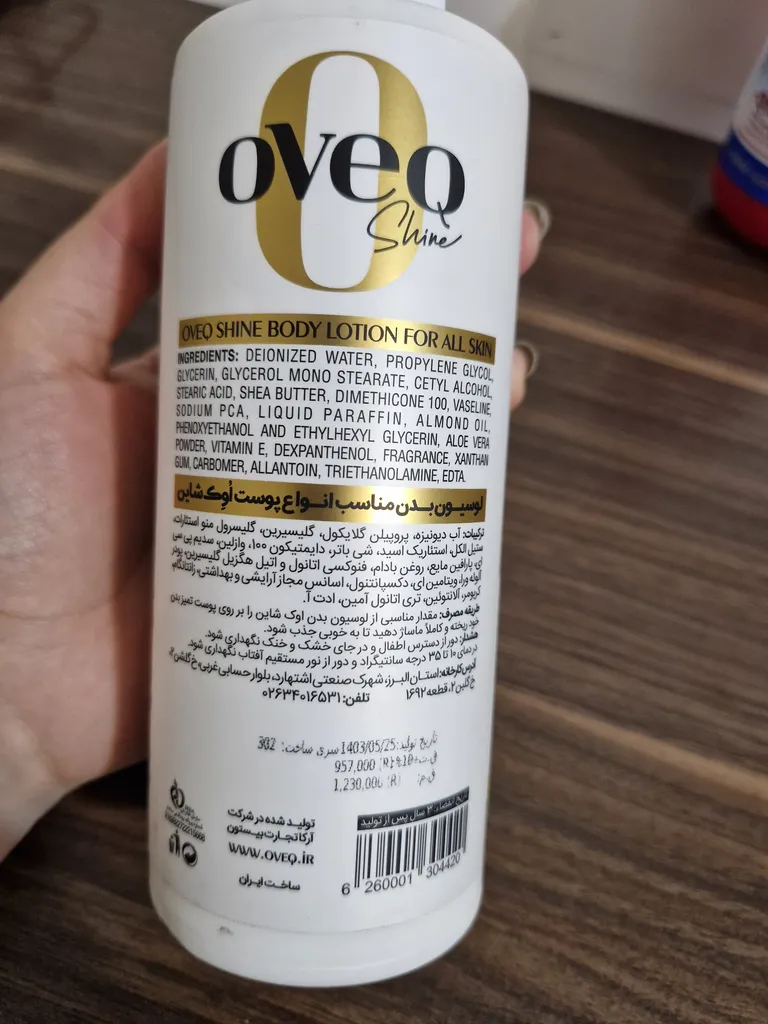 oveQ
Shine
OVEQ SHINE BODY LOTION FOR ALL SKIN
INGREDIENTS: DEIONIZED WATER, PROPYLENE GLYCOL,
GLYCERIN, GLYCEROL MONO STEARATE, CETYL ALCOHOL,
STEARIC ACID, SHEA BUTTER, DIMETHICONE 100, VASELINE,
SODIUM PCA, LIQUID PARAFFIN, ALMOND OIL,
PHENOXYETHANOL AND ETHYLHEXYL GLYCERIN, ALOE VERA
POWDER, VITAMIN E, DEXPANTHENOL, FRAGRANCE, XANTHAN
GUM, CARBOMER, ALLANTOIN, TRIETHANOLAMINE, EDTA.
لوسیون بدن مناسب انواع پوست اُوِک شاین
ترکیبات: آب دیونیزه، پروپیلن گلایکول، گلیسیرین، گلیسرول منو استئارات،
ستیل الکل، استئاریک اسید، شی باتر، دایمتیکون ۱۰۰، وازلین، سدیم پی سی
ای، پارافین مایع، روغن بادام، فنوکسی اتانول و اتیل هگزیل گلیسیرین، پودر
آلوئه ورا، ویتامین ای، دکسپانتنول، اسانس مجاز آرایشی و بهداشتی، زانتانگام،
کربومر، آلانتوئین، تری اتانول آمین، ادت آ.
طریقه مصرف: مقدار مناسبی از لوسیون بدن اوک شاین را بر روی پوست تمیز بدن
خود ریخته و کاملاً ماساژ دهید تا به خوبی جذب شود.
هشدار: دور از دسترس اطفال و در جای خشک و خنک نگهداری شود.
در دمای ۱۰ تا ۳۵ درجه سانتیگراد و دور از نور مستقیم آفتاب نگهداری شود.
آدرس کارخانه: استان البرز، شهرک صنعتی اشتهارد، بلوار حسابی غربی، خ گلشن ۲،
خ گلبن ۲، قطعه ۱۶۹۲ تلفن: ۰۲۶۳۴۰۱۶۵۳۱
تاریخ تولید: 1403/05/25 سری ساخت: 302
957,000 (R)
ق.م: 1,230,000 (R)
تاریخ انقضاء: ۳ سال پس از تولید
تولید شده در شرکت
آرکا تجارت بیستون
WWW.OVEQ.IR
ساخت ایران
6 260001 304420